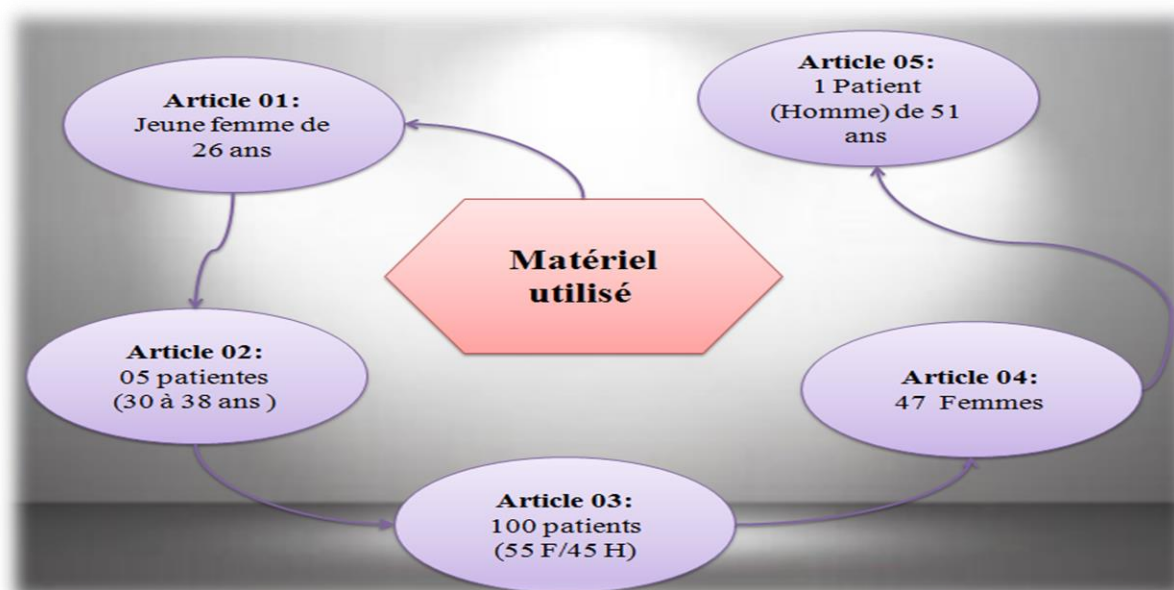 Matériel
utilisé
Article 01:
Jeune femme de
26 ans
Article 02:
05 patientes
(30 à 38 ans )
Article 03:
100 patients
(55 F/45 H)
Article 04:
47 Femmes
Article 05:
1 Patient
(Homme) de 51
ans